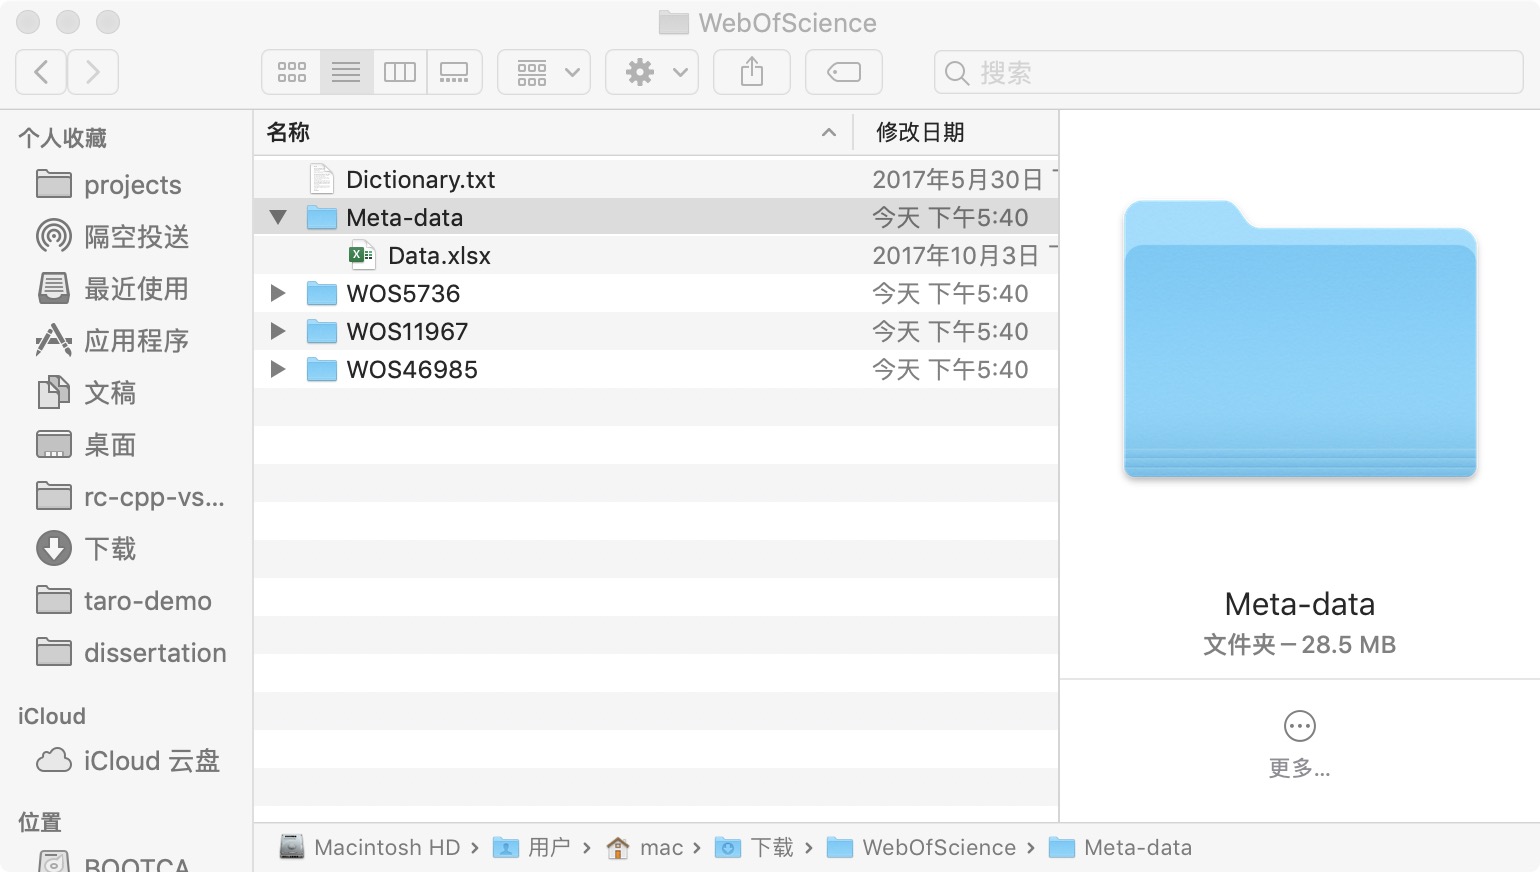 WebOfScience
搜索
个人收藏
projects
隔空投送
最近使用
应用程序
文稿
桌面
rc-cpp-vs...
下载
taro-demo
dissertation
iCloud
iCloud 云盘
位置
BOOTCA
名称 修改日期
Dictionary.txt 2017年5月30日
Meta-data 今天 下午5:40
Data.xlsx 2017年10月3日
WOS5736 今天 下午5:40
WOS11967 今天 下午5:40
WOS46985 今天 下午5:40
Meta-data
文件夹 – 28.5 MB
更多...
Macintosh HD › 用户 › mac › 下载 › WebOfScience › Meta-data